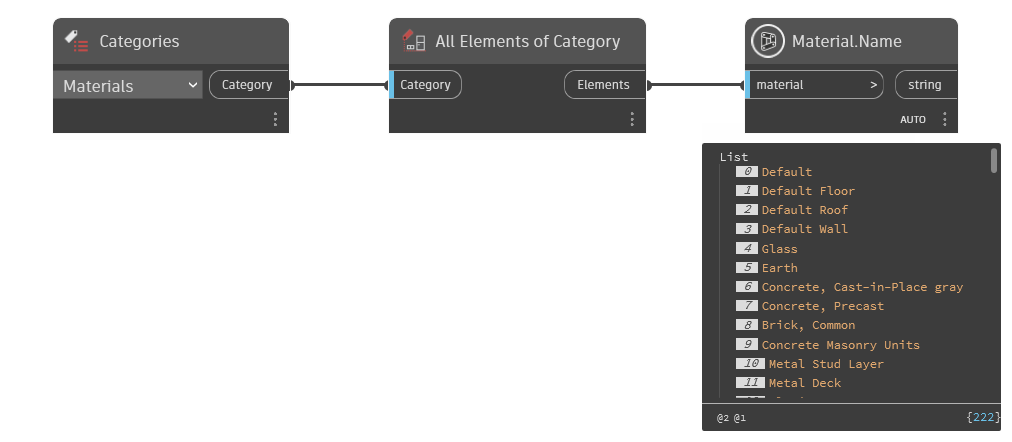 Categories
All Elements of Category
Material.Name
Materials
Category
Category
Elements
material
>
string
AUTO
List
0 Default
1 Default Floor
2 Default Roof
3 Default Wall
4 Glass
5 Earth
6 Concrete, Cast-in-Place gray
7 Concrete, Precast
8 Brick, Common
9 Concrete Masonry Units
10 Metal Stud Layer
11 Metal Deck
@2 @1
{222}